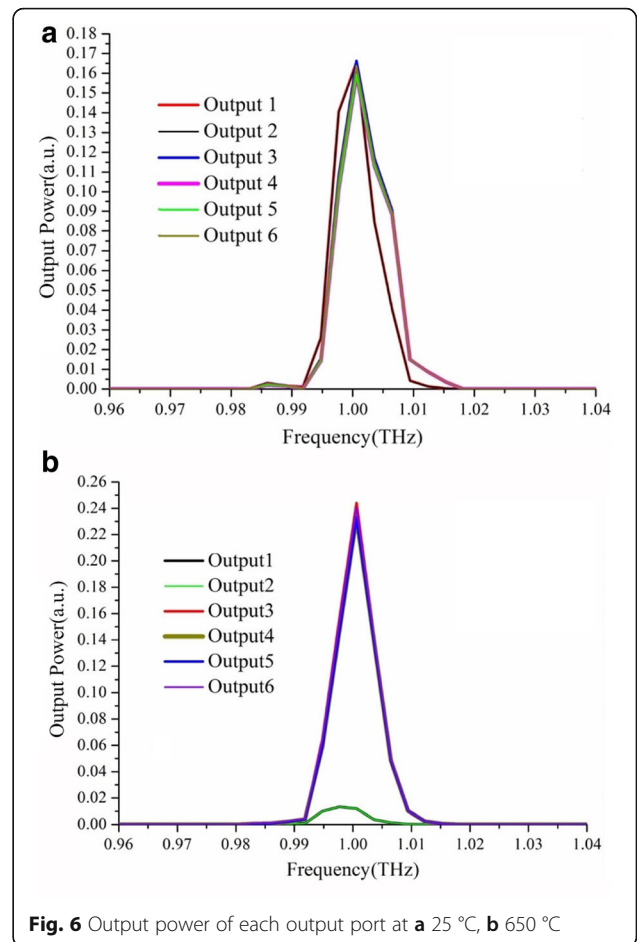 a
0.18
0.17
0.16
0.15
0.14
0.13
0.12
0.11
0.10
0.09
0.08
0.07
0.06
0.05
0.04
0.03
0.02
0.01
0.00
Output Power(a.u.)
Output 1
Output 2
Output 3
Output 4
Output 5
Output 6
0.96 0.97 0.98 0.99 1.00 1.01 1.02 1.03 1.04
Frequency(THz)
b
0.26
0.24
0.22
0.20
0.18
0.16
0.14
0.12
0.10
0.08
0.06
0.04
0.02
0.00
Output Power(a.u.)
Output1
Output2
Output3
Output4
Output5
Output6
0.96 0.97 0.98 0.99 1.00 1.01 1.02 1.03 1.04
Frequency(THz)
Fig. 6 Output power of each output port at a 25 °C, b 650 °C